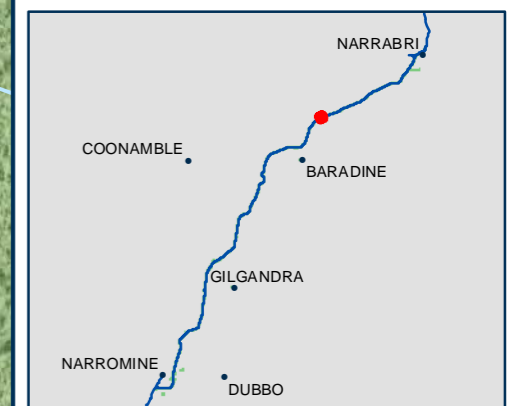 NARRABRI
COONAMBLE
BARADINE
GILGANDRA
NARROMINE
DUBBO